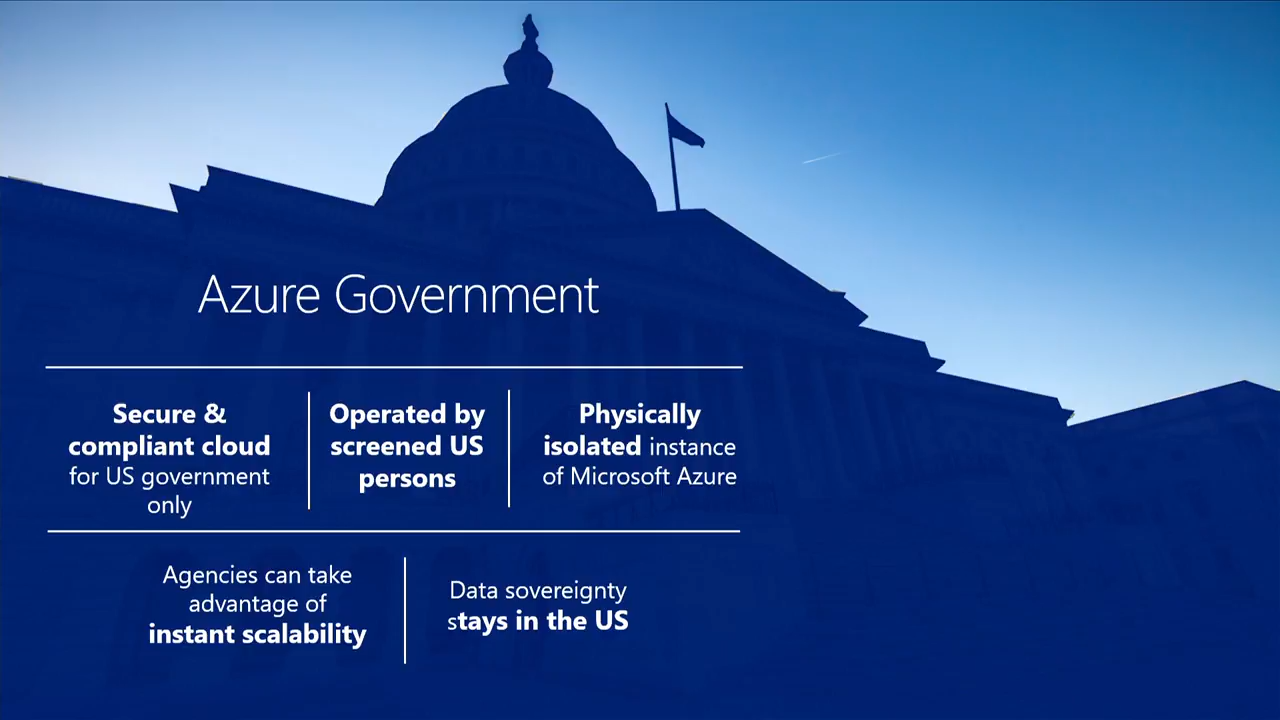 Azure Government
Secure &
compliant cloud
for US government
only
Operated by
screened US
persons
Physically
isolated instance
of Microsoft Azure
Agencies can take
advantage of
instant scalability
Data sovereignty
stays in the US